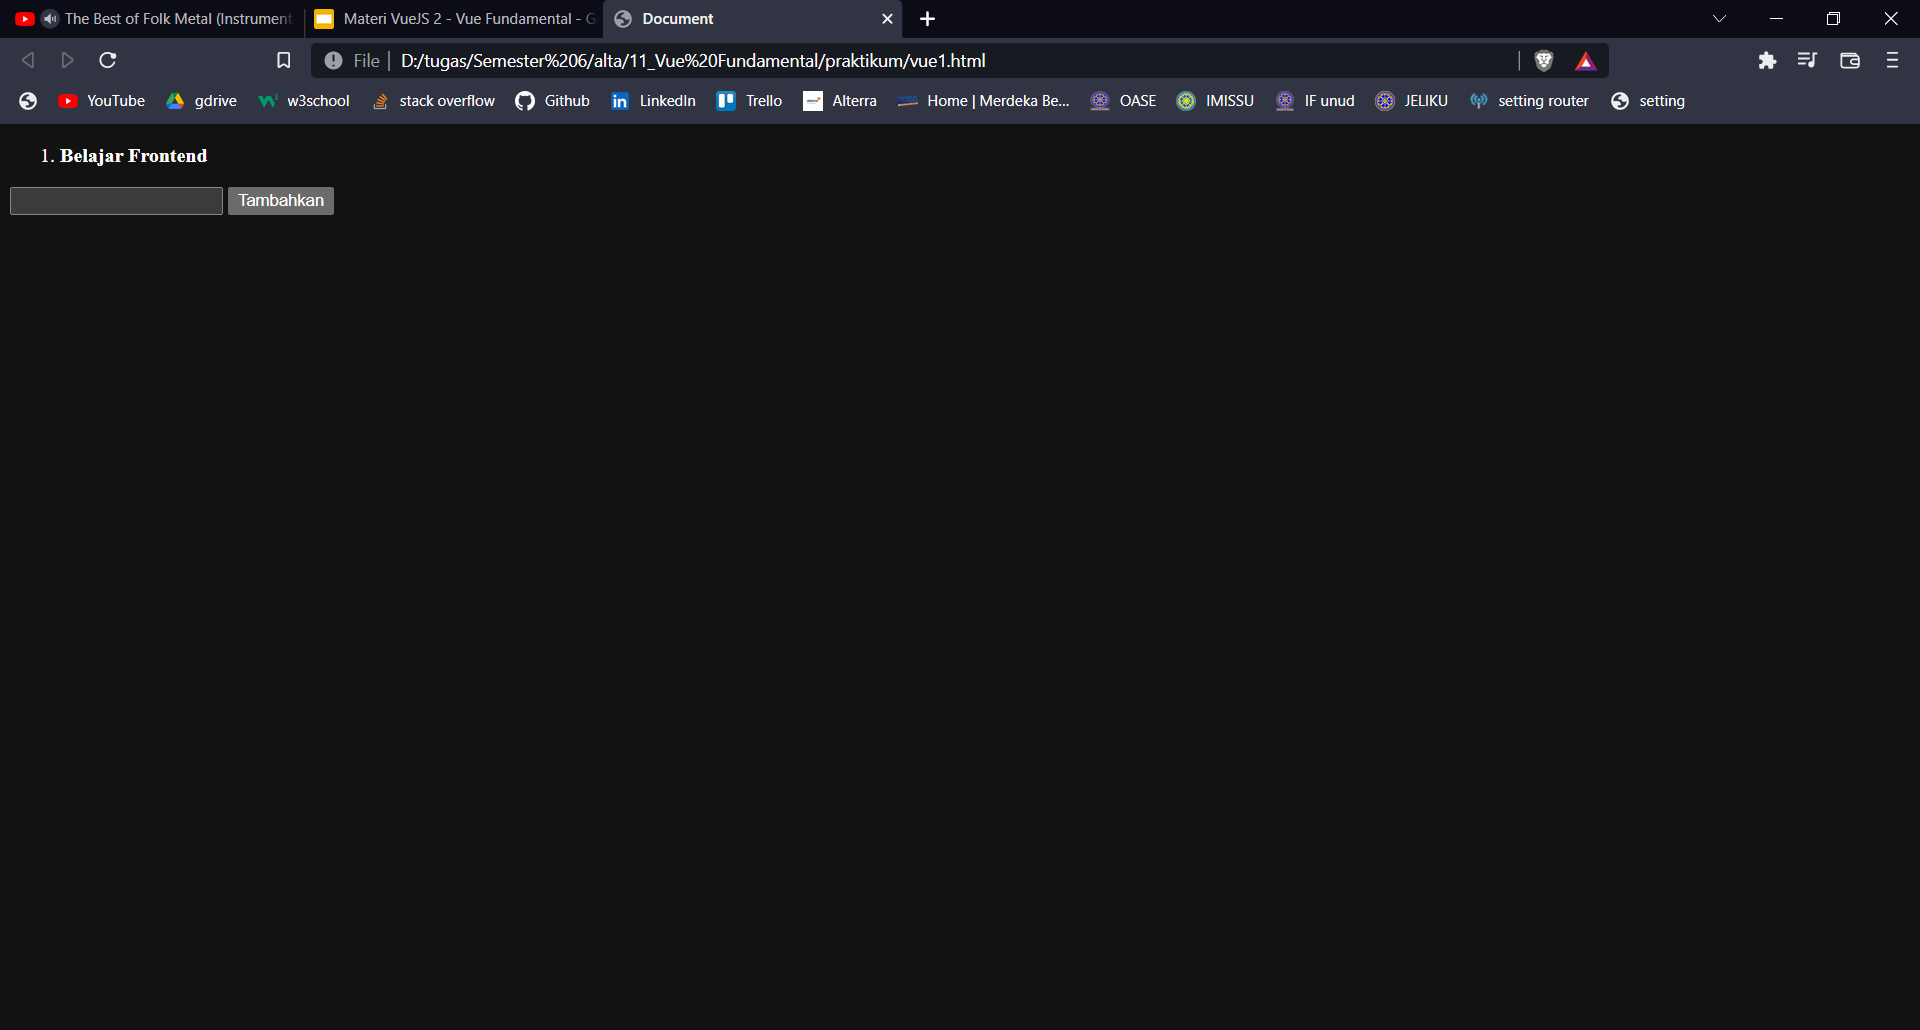 The Best of Folk Metal (Instrument
Materi VueJS 2 - Vue Fundamental - G
Document
File
D:/tugas/Semester%206/alta/11_Vue%20Fundamental/praktikum/vue1.html
YouTube
gdrive
w3school
stack overflow
Github
LinkedIn
Trello
Alterra
Home | Merdeka Be...
OASE
IMISSU
IF unud
JELIKU
setting router
setting
1. Belajar Frontend
Tambahkan